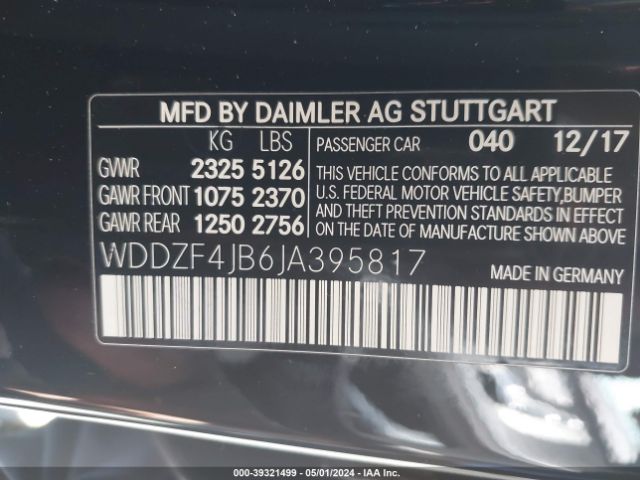 MFD BY DAIMLER AG STUTTGART
KG LBS PASSENGER CAR 040 12/17
GVWR 2325 5126
GAWR FRONT 1075 2370
GAWR REAR 1250 2756
THIS VEHICLE CONFORMS TO ALL APPLICABLE
U.S. FEDERAL MOTOR VEHICLE SAFETY,BUMPER
AND THEFT PREVENTION STANDARDS IN EFFECT
ON THE DATE OF MANUFACTURE SHOWN ABOVE
WDDZF4JB6JA395817 MADE IN GERMANY
000-39321499 - 05/01/2024 - IAA Inc.